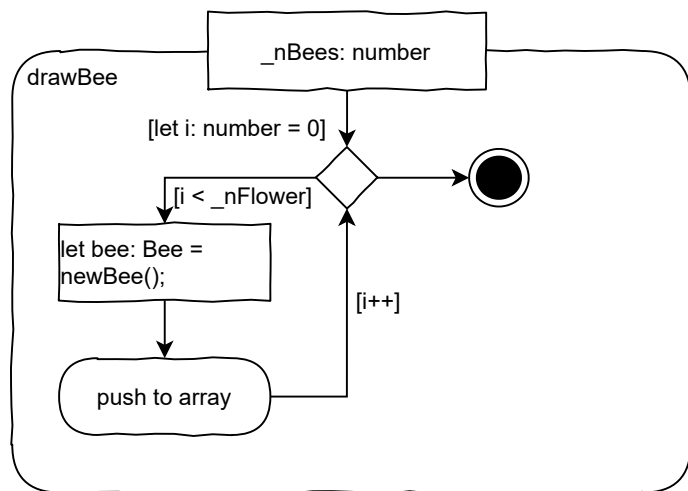 _nBees: number
drawBee
[let i: number = 0]
[i < _nFlower]
let bee: Bee =
newBee();
[i++]
push to array